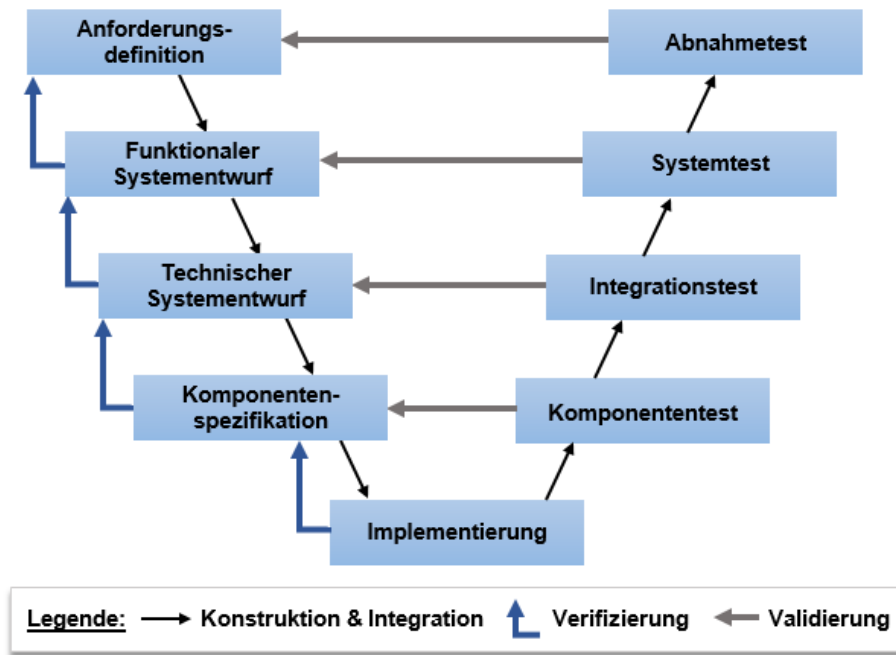 Anforderungs-
definition
Abnahmetest
Funktionaler
Systementwurf
Systemtest
Technischer
Systementwurf
Integrationstest
Komponenten-
spezifikation
Komponententest
Implementierung
Legende: Konstruktion & Integration Verifizierung Validierung